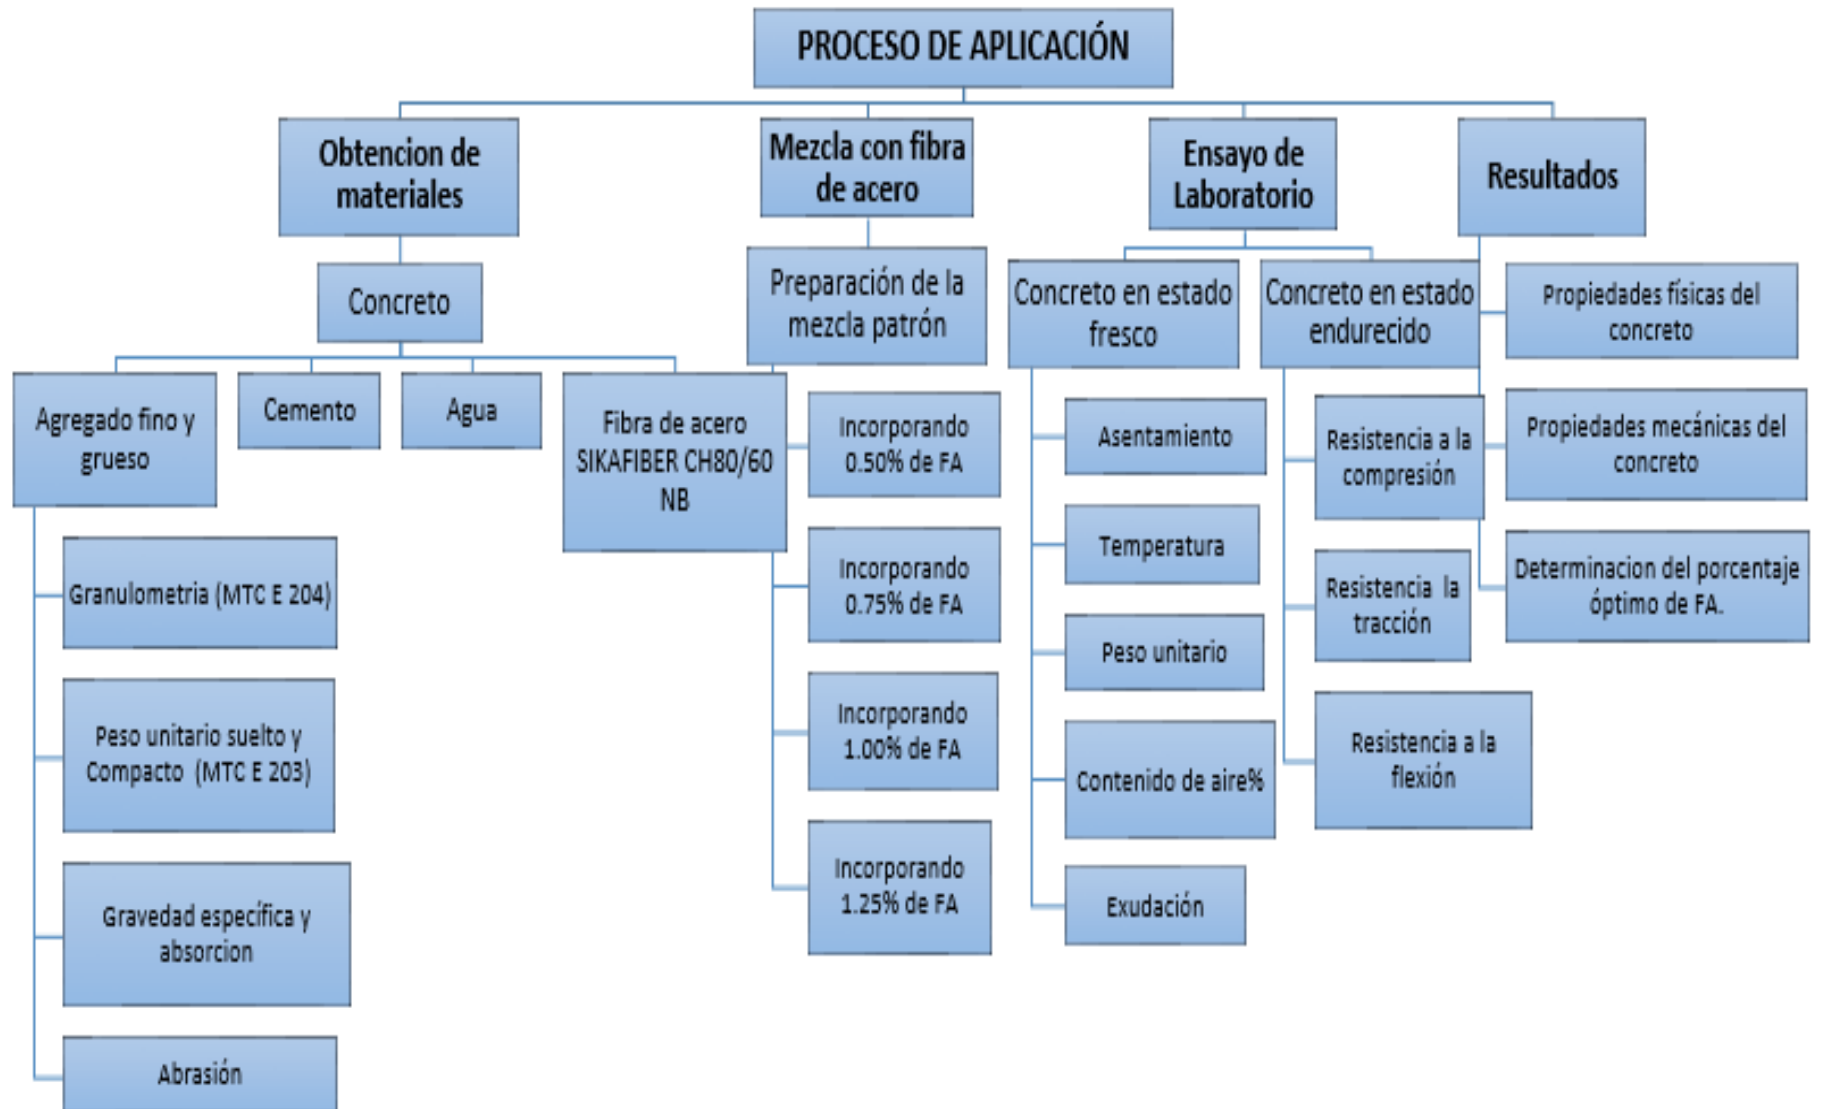 PROCESO DE APLICACIÓN
Obtencion de
materiales
Concreto
Agregado fino y
grueso
Granulometria (MTC E 204)
Peso unitario suelto y
Compacto (MTC E 203)
Gravedad específica y
absorcion
Abrasión
Cemento
Agua
Fibra de acero
SIKAFIBER CH80/60
NB
Mezcla con fibra
de acero
Preparación de la
mezcla patrón
Incorporando
0.50% de FA
Incorporando
0.75% de FA
Incorporando
1.00% de FA
Incorporando
1.25% de FA
Ensayo de
Laboratorio
Concreto en estado
fresco
Asentamiento
Temperatura
Peso unitario
Contenido de aire%
Exudación
Concreto en estado
endurecido
Resistencia a la
compresión
Resistencia la
tracción
Resistencia a la
flexión
Resultados
Propiedades físicas del
concreto
Propiedades mecánicas del
concreto
Determinacion del porcentaje
óptimo de FA.